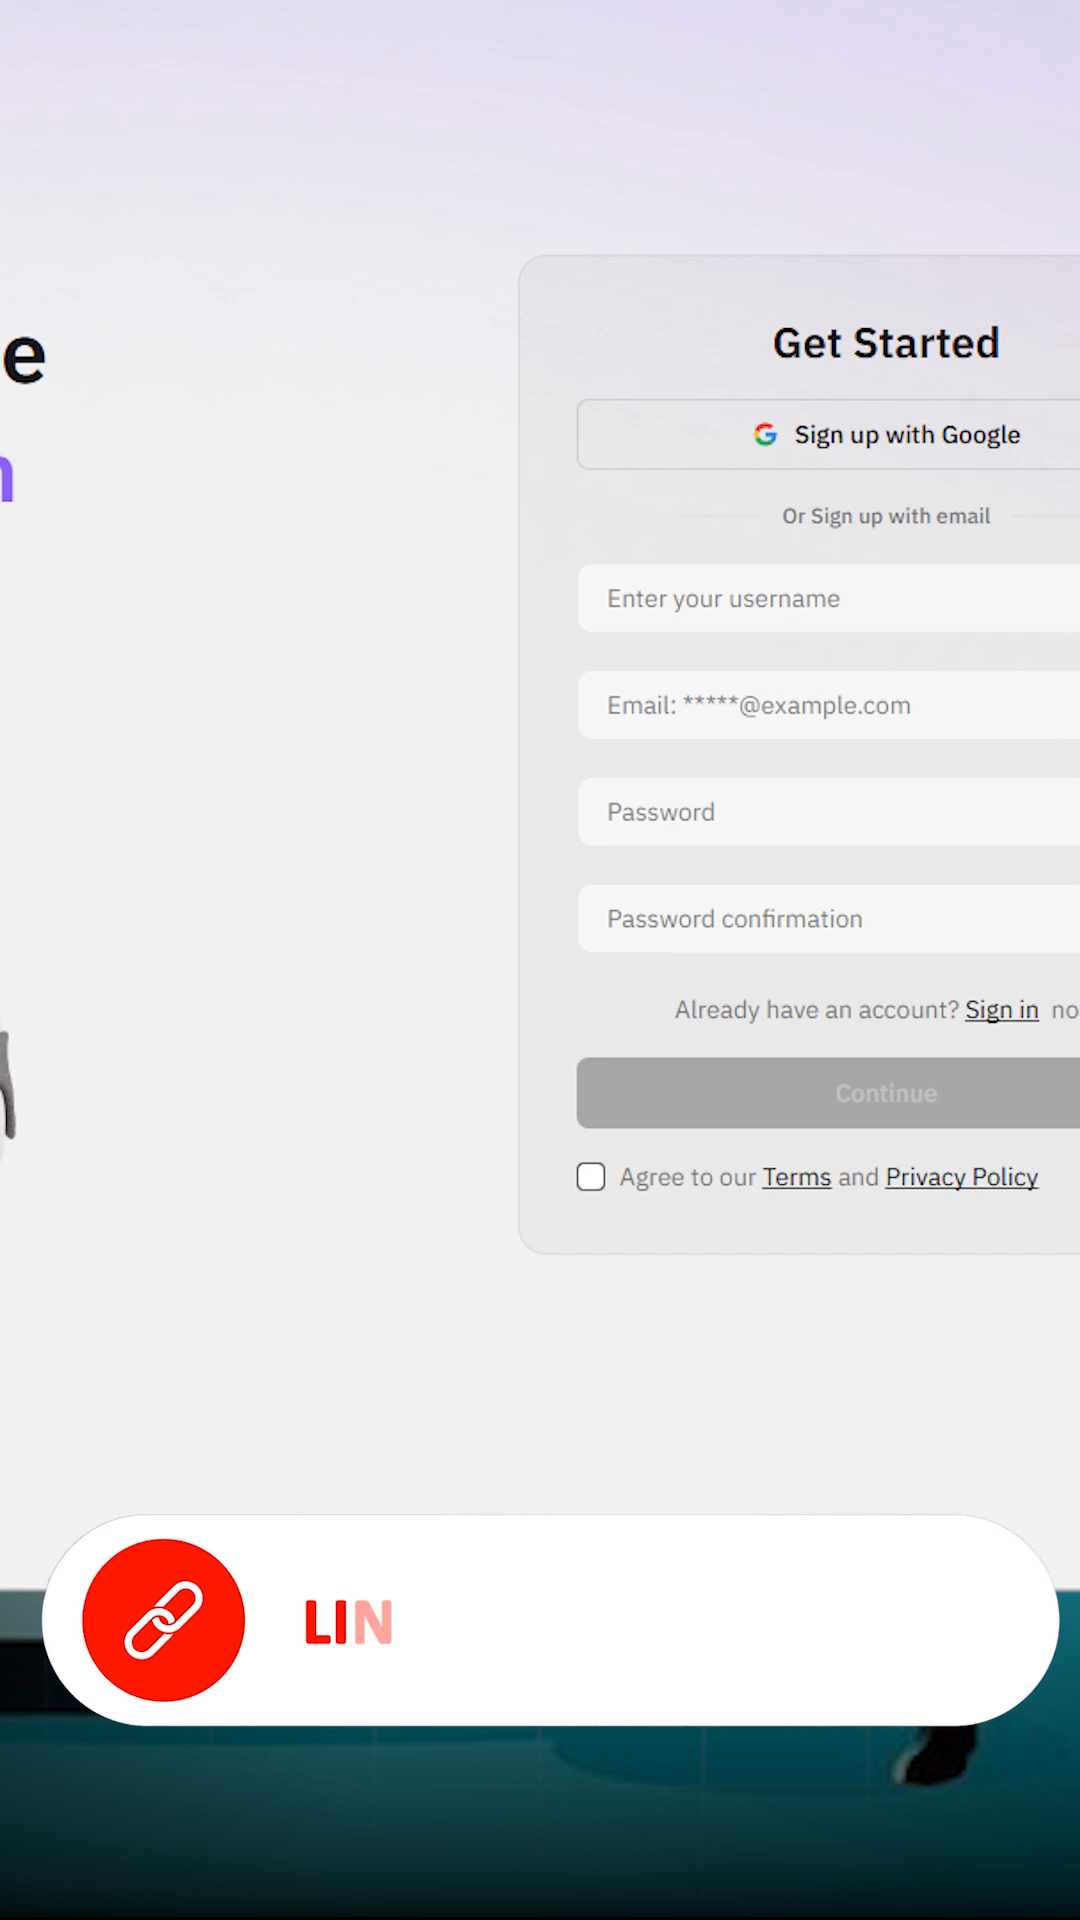 e
n
Get Started
Sign up with Google
Or Sign up with email
Enter your username
Email: *****@example.com
Password
Password confirmation
Already have an account? Sign in no
Continue
Agree to our Terms and Privacy Policy
LIN